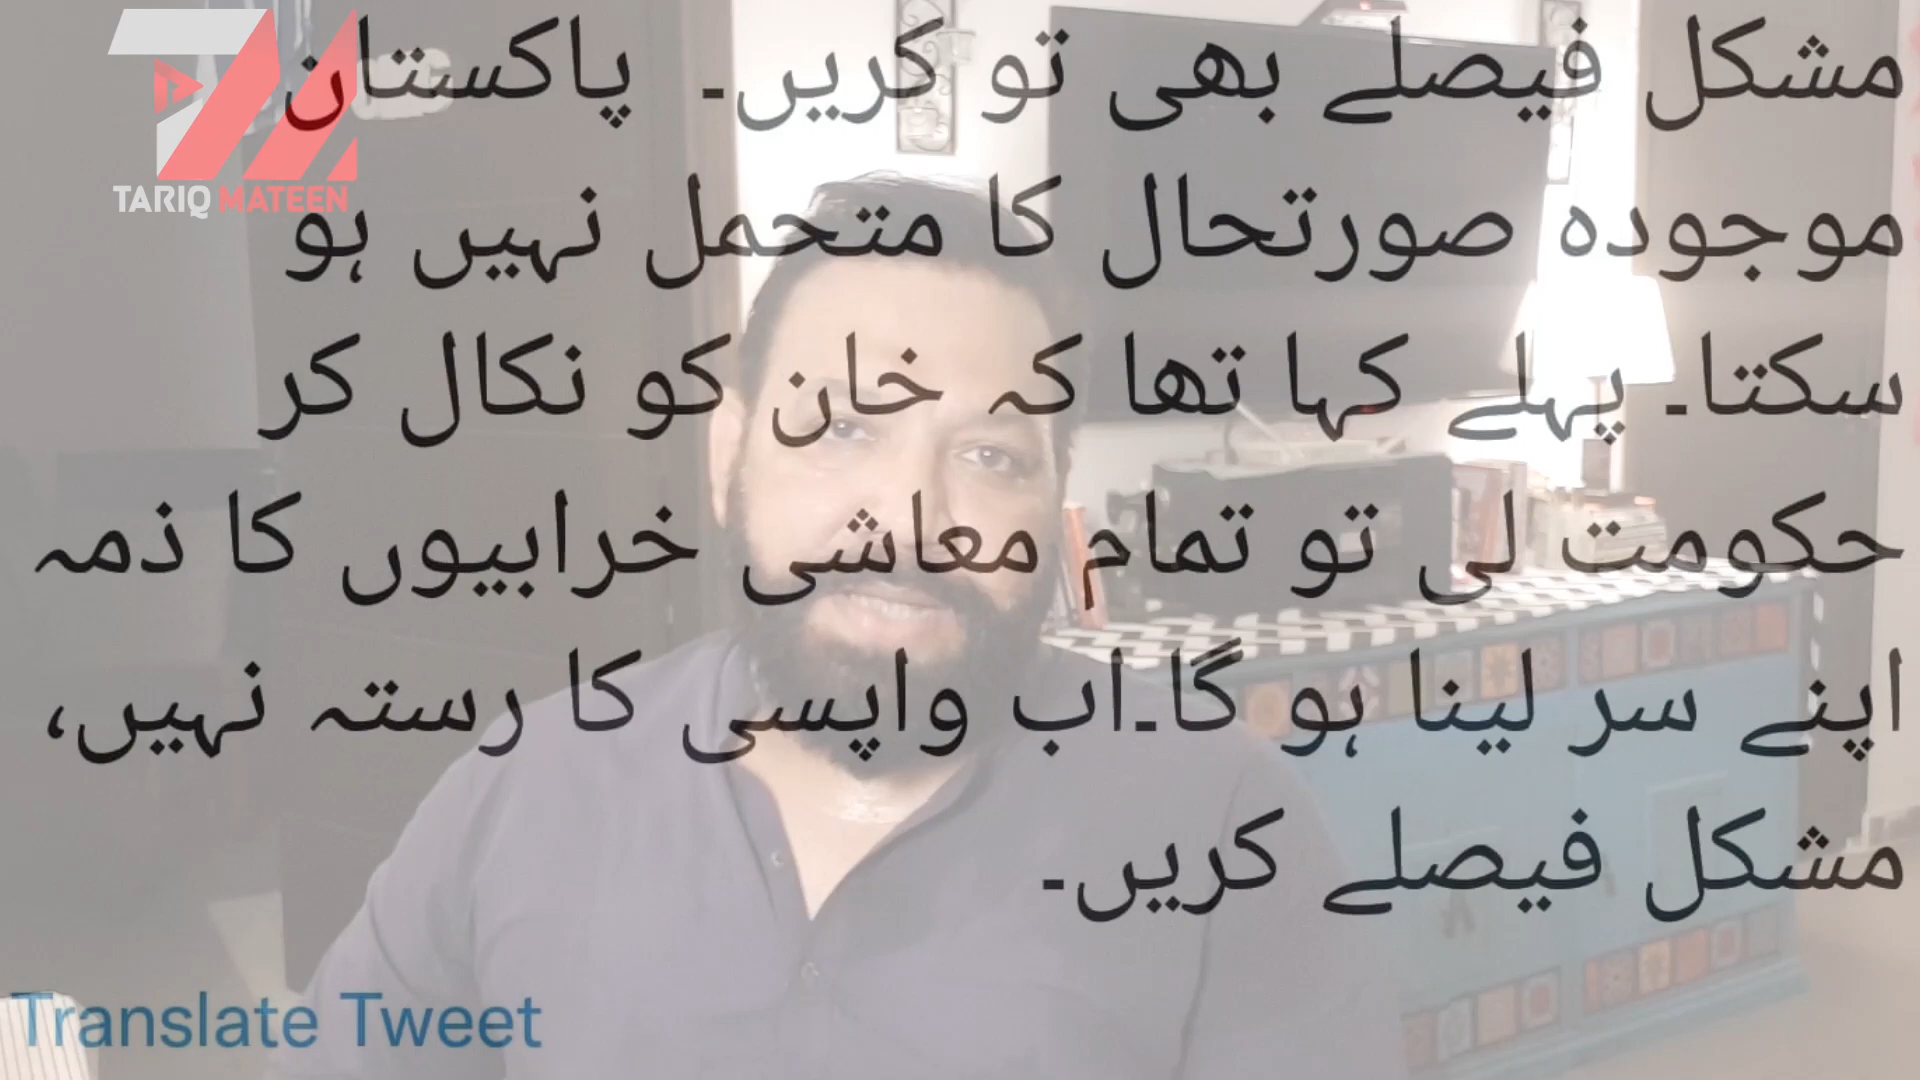 TARIQ MATEEN
مشکل فیصلے بھی تو کریں۔ پاکستان
موجودہ صورتحال کا متحمل نہیں ہو
سکتا۔ پہلے کہا تھا کہ خان کو نکال کر
حکومت لی تو تمام معاشی خرابیوں کا ذمہ
اپنے سر لینا ہو گا۔اب واپسی کا رستہ نہیں،
مشکل فیصلے کریں۔
Translate Tweet